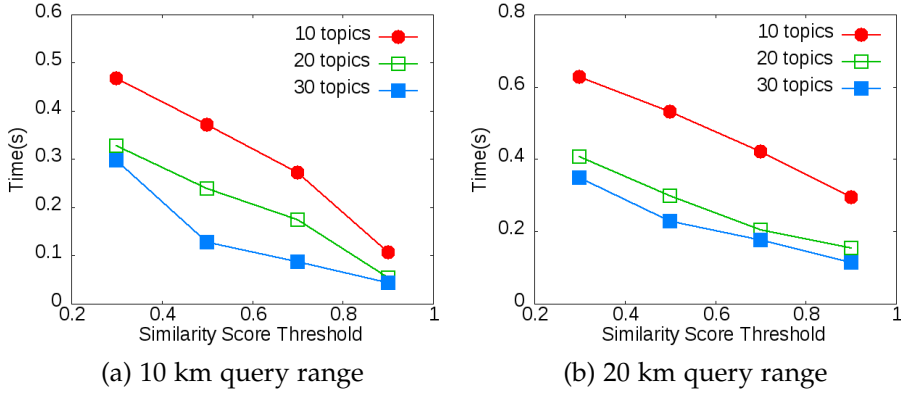 0.6
0.5
0.4
0.3
0.2
0.1
0
Time(s)
10 topics
20 topics
30 topics
0.2 0.4 0.6 0.8 1
Similarity Score Threshold
(a) 10 km query range
0.8
0.6
0.4
0.2
0
Time(s)
10 topics
20 topics
30 topics
0.2 0.4 0.6 0.8 1
Similarity Score Threshold
(b) 20 km query range